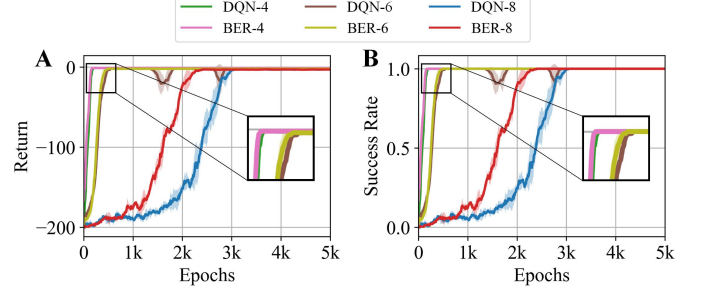 DQN-4 DQN-6 DQN-8
BER-4 BER-6 BER-8
A B
0 1.0
Return Success Rate
−100 0.5
−200 0.0
0 1k 2k 3k 4k 5k 0 1k 2k 3k 4k 5k
Epochs Epochs